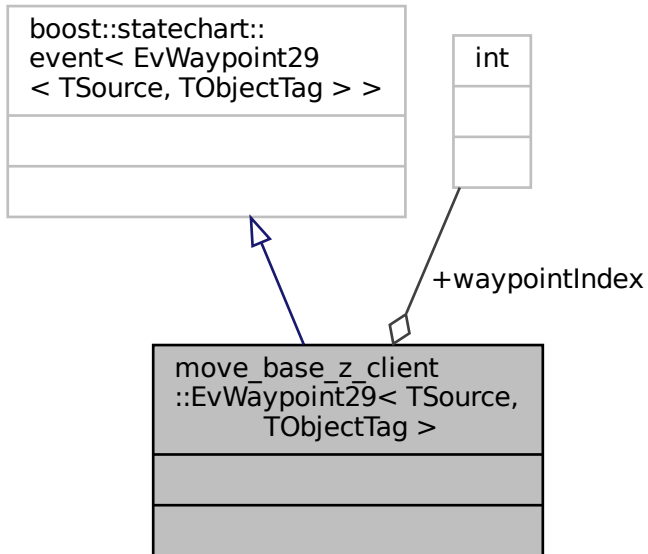 boost::statechart::
event< EvWaypoint29
< TSource, TObjectTag > >
int
+waypointIndex
move_base_z_client
::EvWaypoint29< TSource,
TObjectTag >